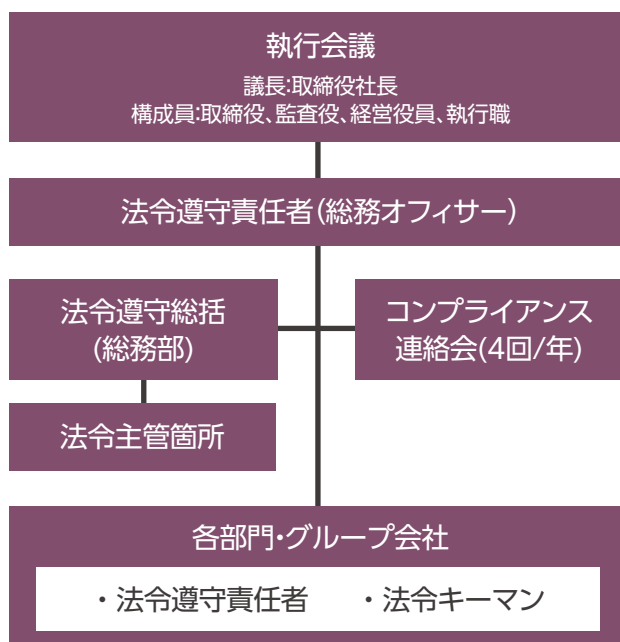 執行会議
議長:取締役社長
構成員:取締役、監査役、経営役員、執行職
法令遵守責任者(総務オフィサー)
法令遵守総括
(総務部)
コンプライアンス
連絡会(4回/年)
法令主管箇所
各部門・グループ会社
・法令遵守責任者
・法令キーマン